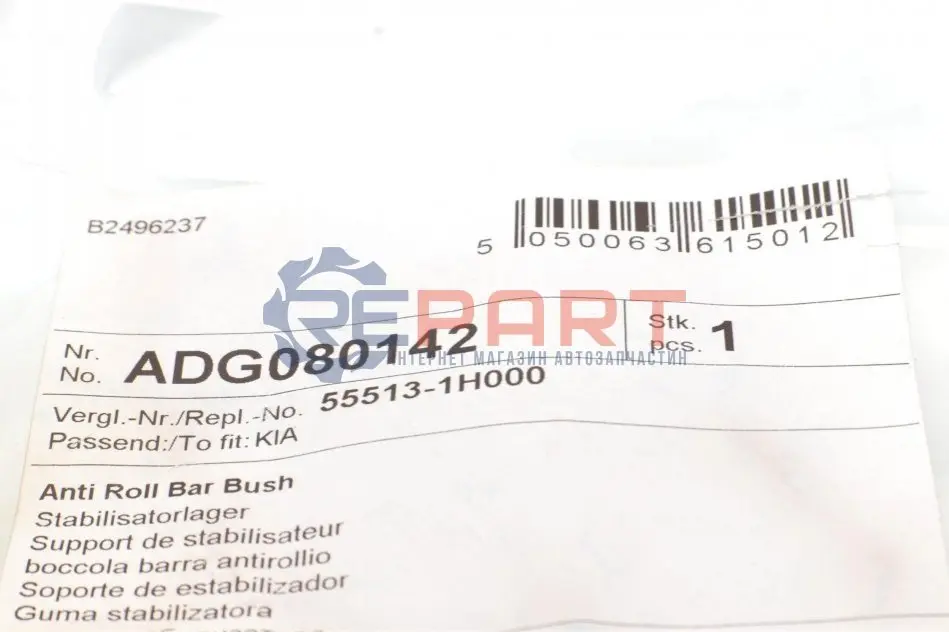 B2496237
5 050063 615012
REPART
ІНТЕРНЕТ МАГАЗИН АВТОЗАПЧАСТИН
Nr.
No. ADG080142
Stk.
pcs. 1
Vergl.-Nr./Repl.-No. 55513-1H000
Passend:/To fit: KIA
Anti Roll Bar Bush
Stabilisatorlager
Support de stabilisateur
boccola barra antirollio
Soporte de estabilizador
Guma stabilizatora